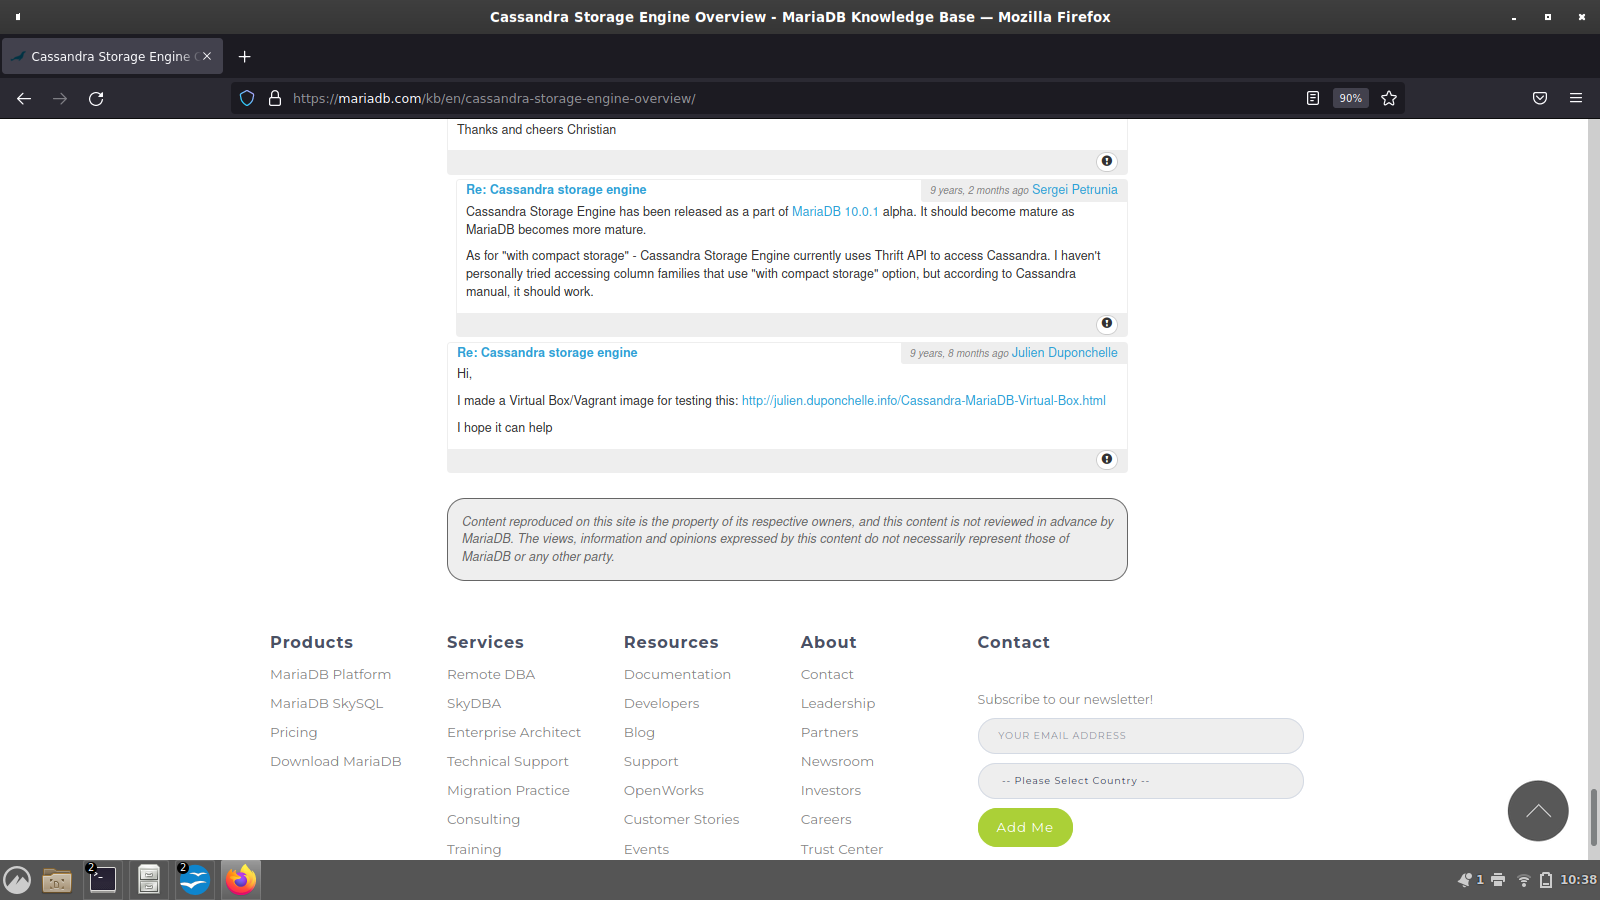 Cassandra Storage Engine Overview - MariaDB Knowledge Base — Mozilla Firefox
Cassandra Storage Engine
https://mariadb.com/kb/en/cassandra-storage-engine-overview/
90%
Thanks and cheers Christian
Re: Cassandra storage engine
9 years, 2 months ago Sergei Petrunia
Cassandra Storage Engine has been released as a part of MariaDB 10.0.1 alpha. It should become mature as
MariaDB becomes more mature.
As for "with compact storage" - Cassandra Storage Engine currently uses Thrift API to access Cassandra. I haven't
personally tried accessing column families that use "with compact storage" option, but according to Cassandra
manual, it should work.
Re: Cassandra storage engine
9 years, 8 months ago Julien Duponchelle
Hi,
I made a Virtual Box/Vagrant image for testing this: http://julien.duponchelle.info/Cassandra-MariaDB-Virtual-Box.html
I hope it can help
Content reproduced on this site is the property of its respective owners, and this content is not reviewed in advance by
MariaDB. The views, information and opinions expressed by this content do not necessarily represent those of
MariaDB or any other party.
Products
MariaDB Platform
MariaDB SkySQL
Pricing
Download MariaDB
Services
Remote DBA
SkyDBA
Enterprise Architect
Technical Support
Migration Practice
Consulting
Training
Resources
Documentation
Developers
Blog
Support
OpenWorks
Customer Stories
Events
About
Contact
Leadership
Partners
Newsroom
Investors
Careers
Trust Center
Contact
Subscribe to our newsletter!
YOUR EMAIL ADDRESS
-- Please Select Country --
Add Me
2
2
1
10:38